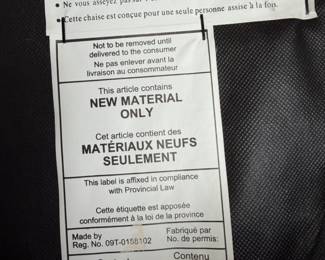 • Ne vous asseyez pas sur
•Cette chaise est conçue pour une seule personne assise à la fois.
Not to be removed until
delivered to the consumer
Ne pas enlever avant la
livraison au consommateur
This article contains
NEW MATERIAL
ONLY
Cet article contient des
MATÉRIAUX NEUFS
SEULEMENT
This label is affixed in compliance
with Provincial Law
Cette étiquette est apposée
conformément à la loi de la province
Made by Fabriqué par
Reg. No. 09T-0158102 No. de permis:
Contenu